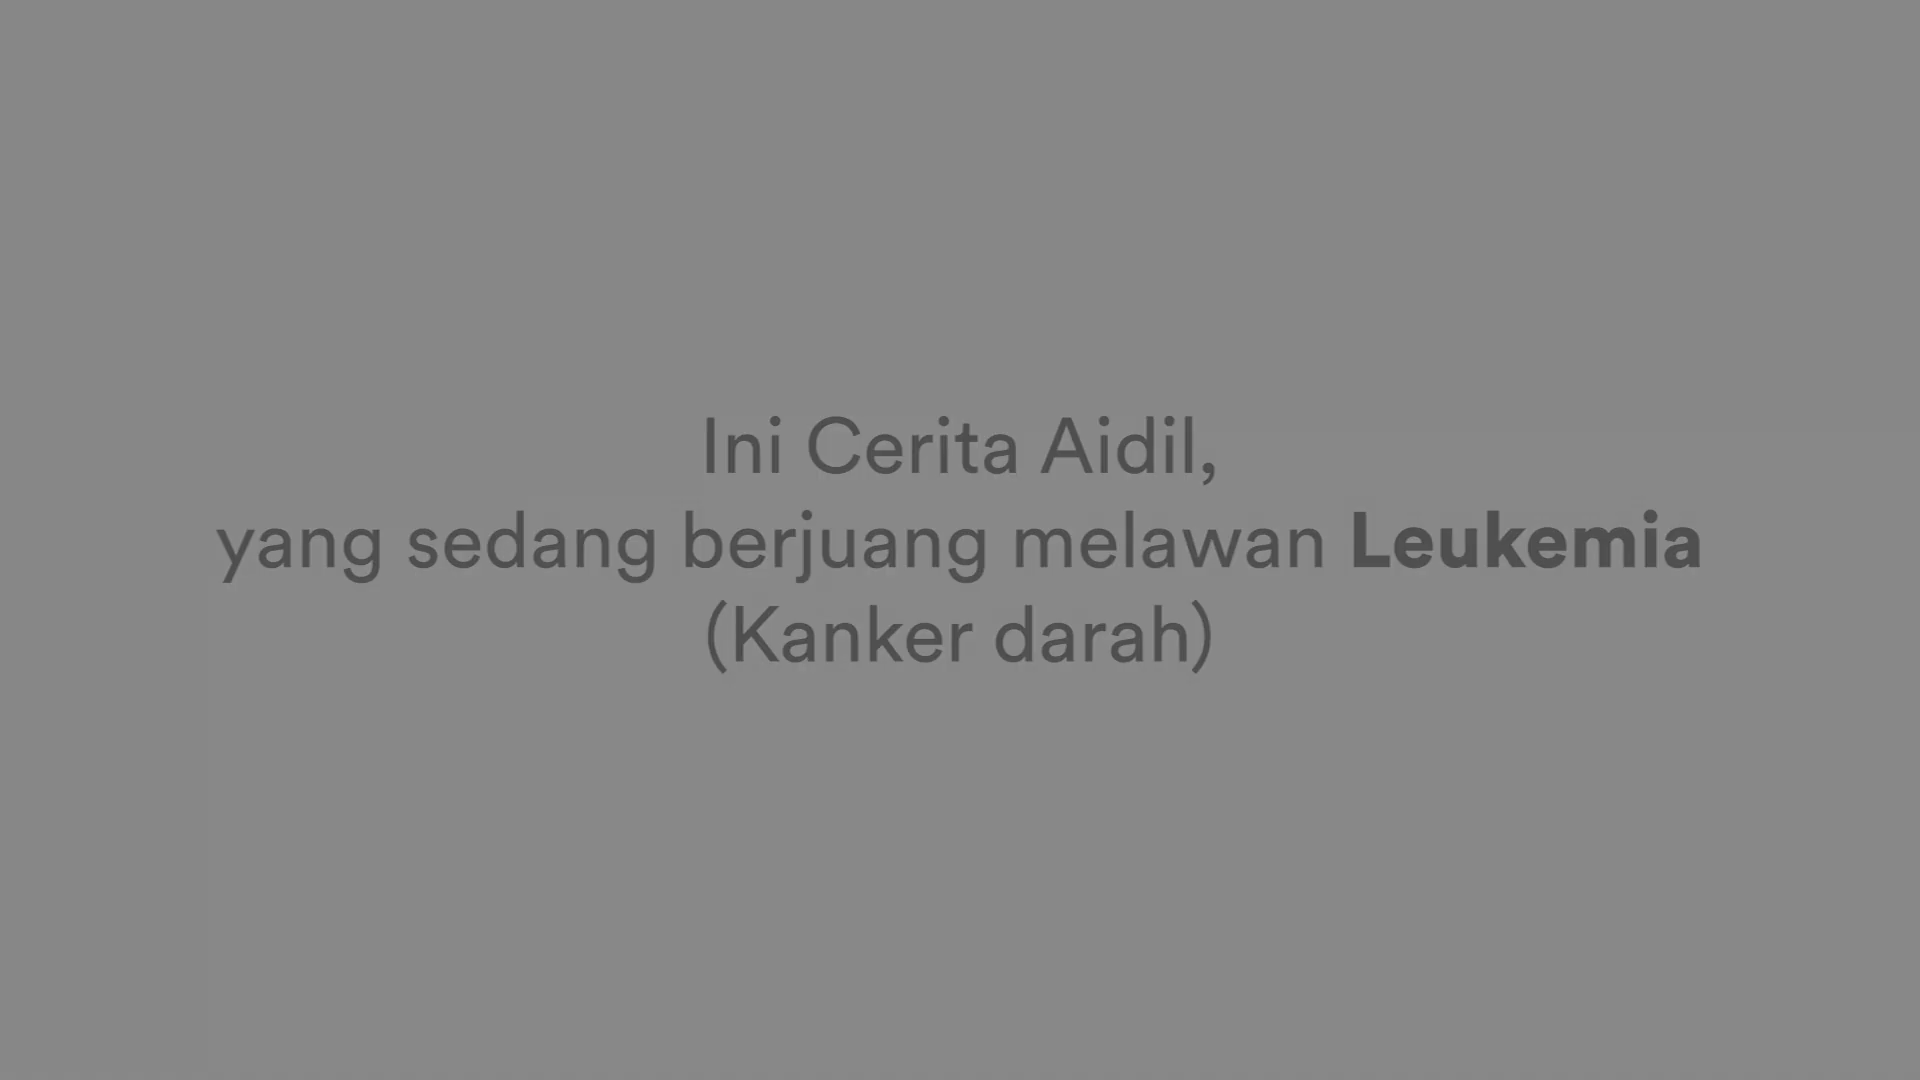 Ini Cerita Aidil,
yang sedang berjuang melawan Leukemia
(Kanker darah)